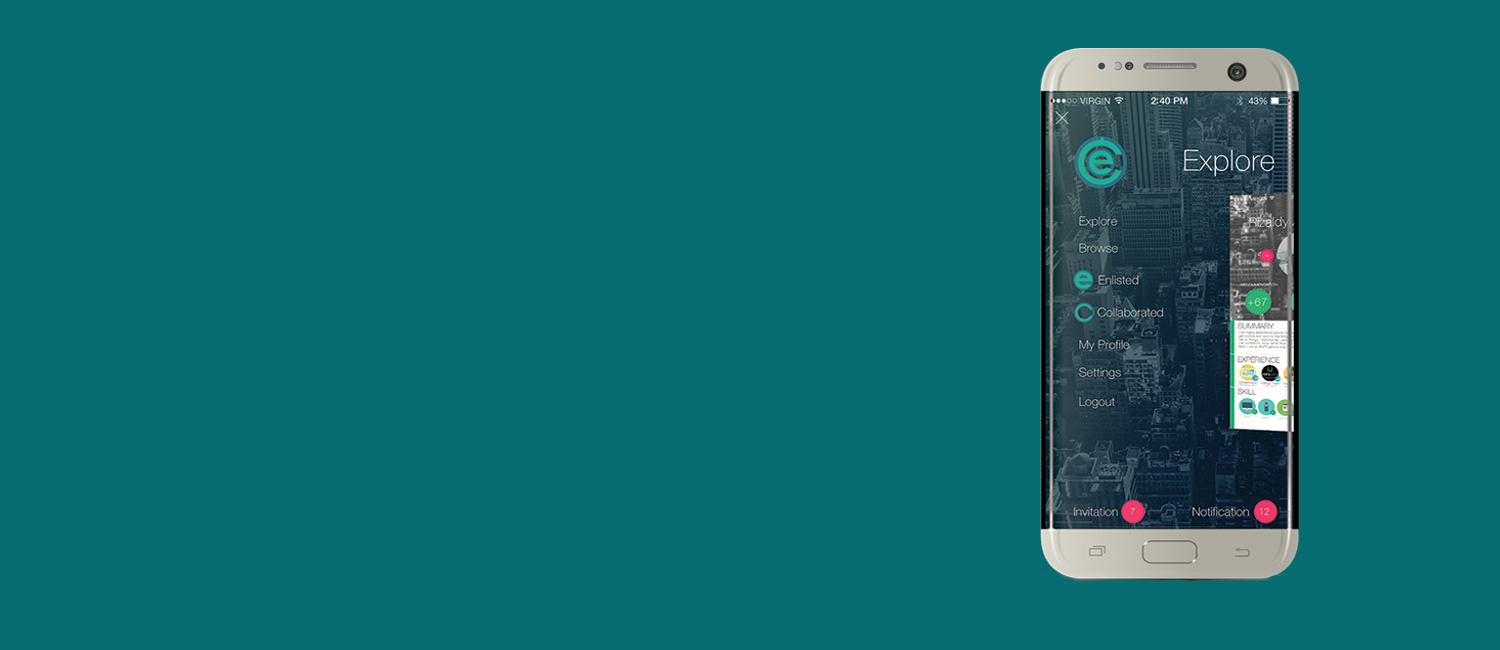 VIRGIN 2:40 PM 43%
Explore
Explore
Browse
Enlisted
Collaborated
My Profile
Settings
Logout
+67
SUMMARY
EXPERIENCE
SKILL
Invitation 7
Notification 12